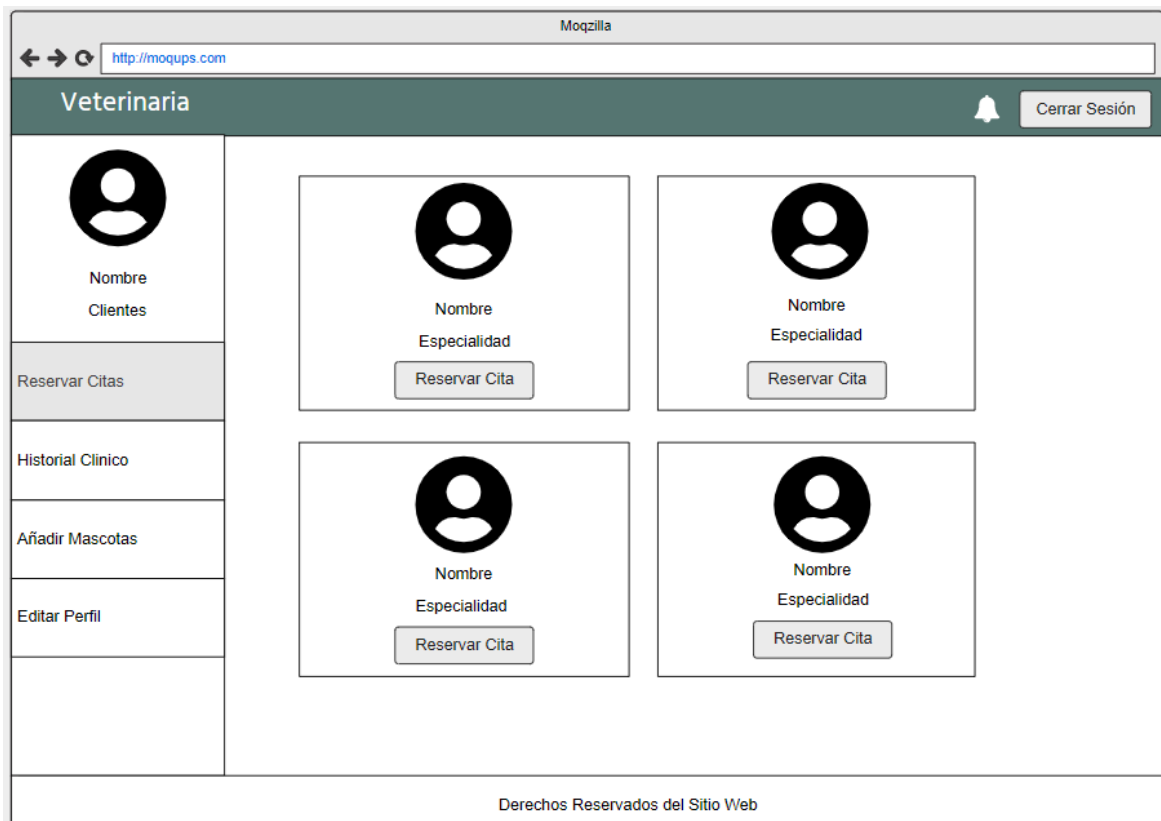 Moqzilla
http://moqups.com
Veterinaria
Cerrar Sesión
Nombre
Clientes
Reservar Citas
Historial Clinico
Añadir Mascotas
Editar Perfil
Nombre
Especialidad
Reservar Cita
Nombre
Especialidad
Reservar Cita
Nombre
Especialidad
Reservar Cita
Nombre
Especialidad
Reservar Cita
Derechos Reservados del Sitio Web